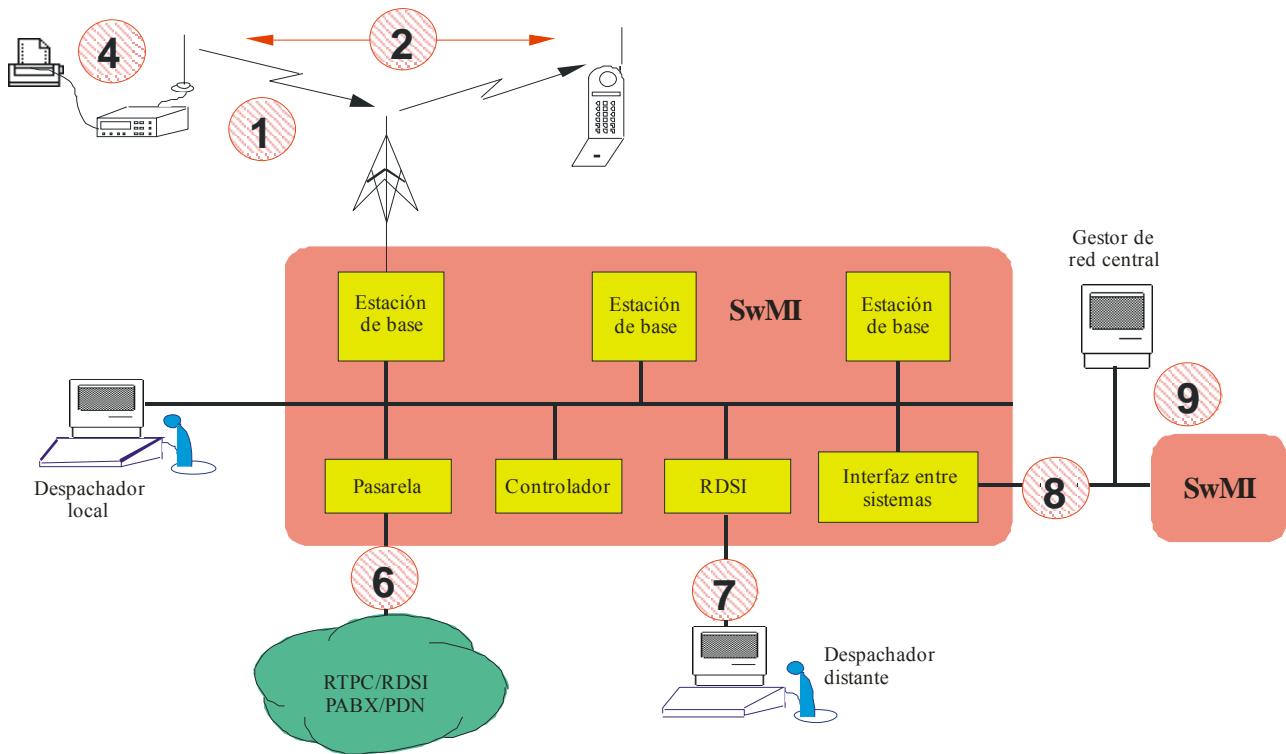 4
2
1
Gestor de
red central
Estación
de base
Estación
de base
SwMI
Estación
de base
9
Despachador
local
Pasarela
Controlador
RDSI
Interfaz entre
sistemas
8
SwMI
6
7
RTPC/RDSI
PABX/PDN
Despachador
distante